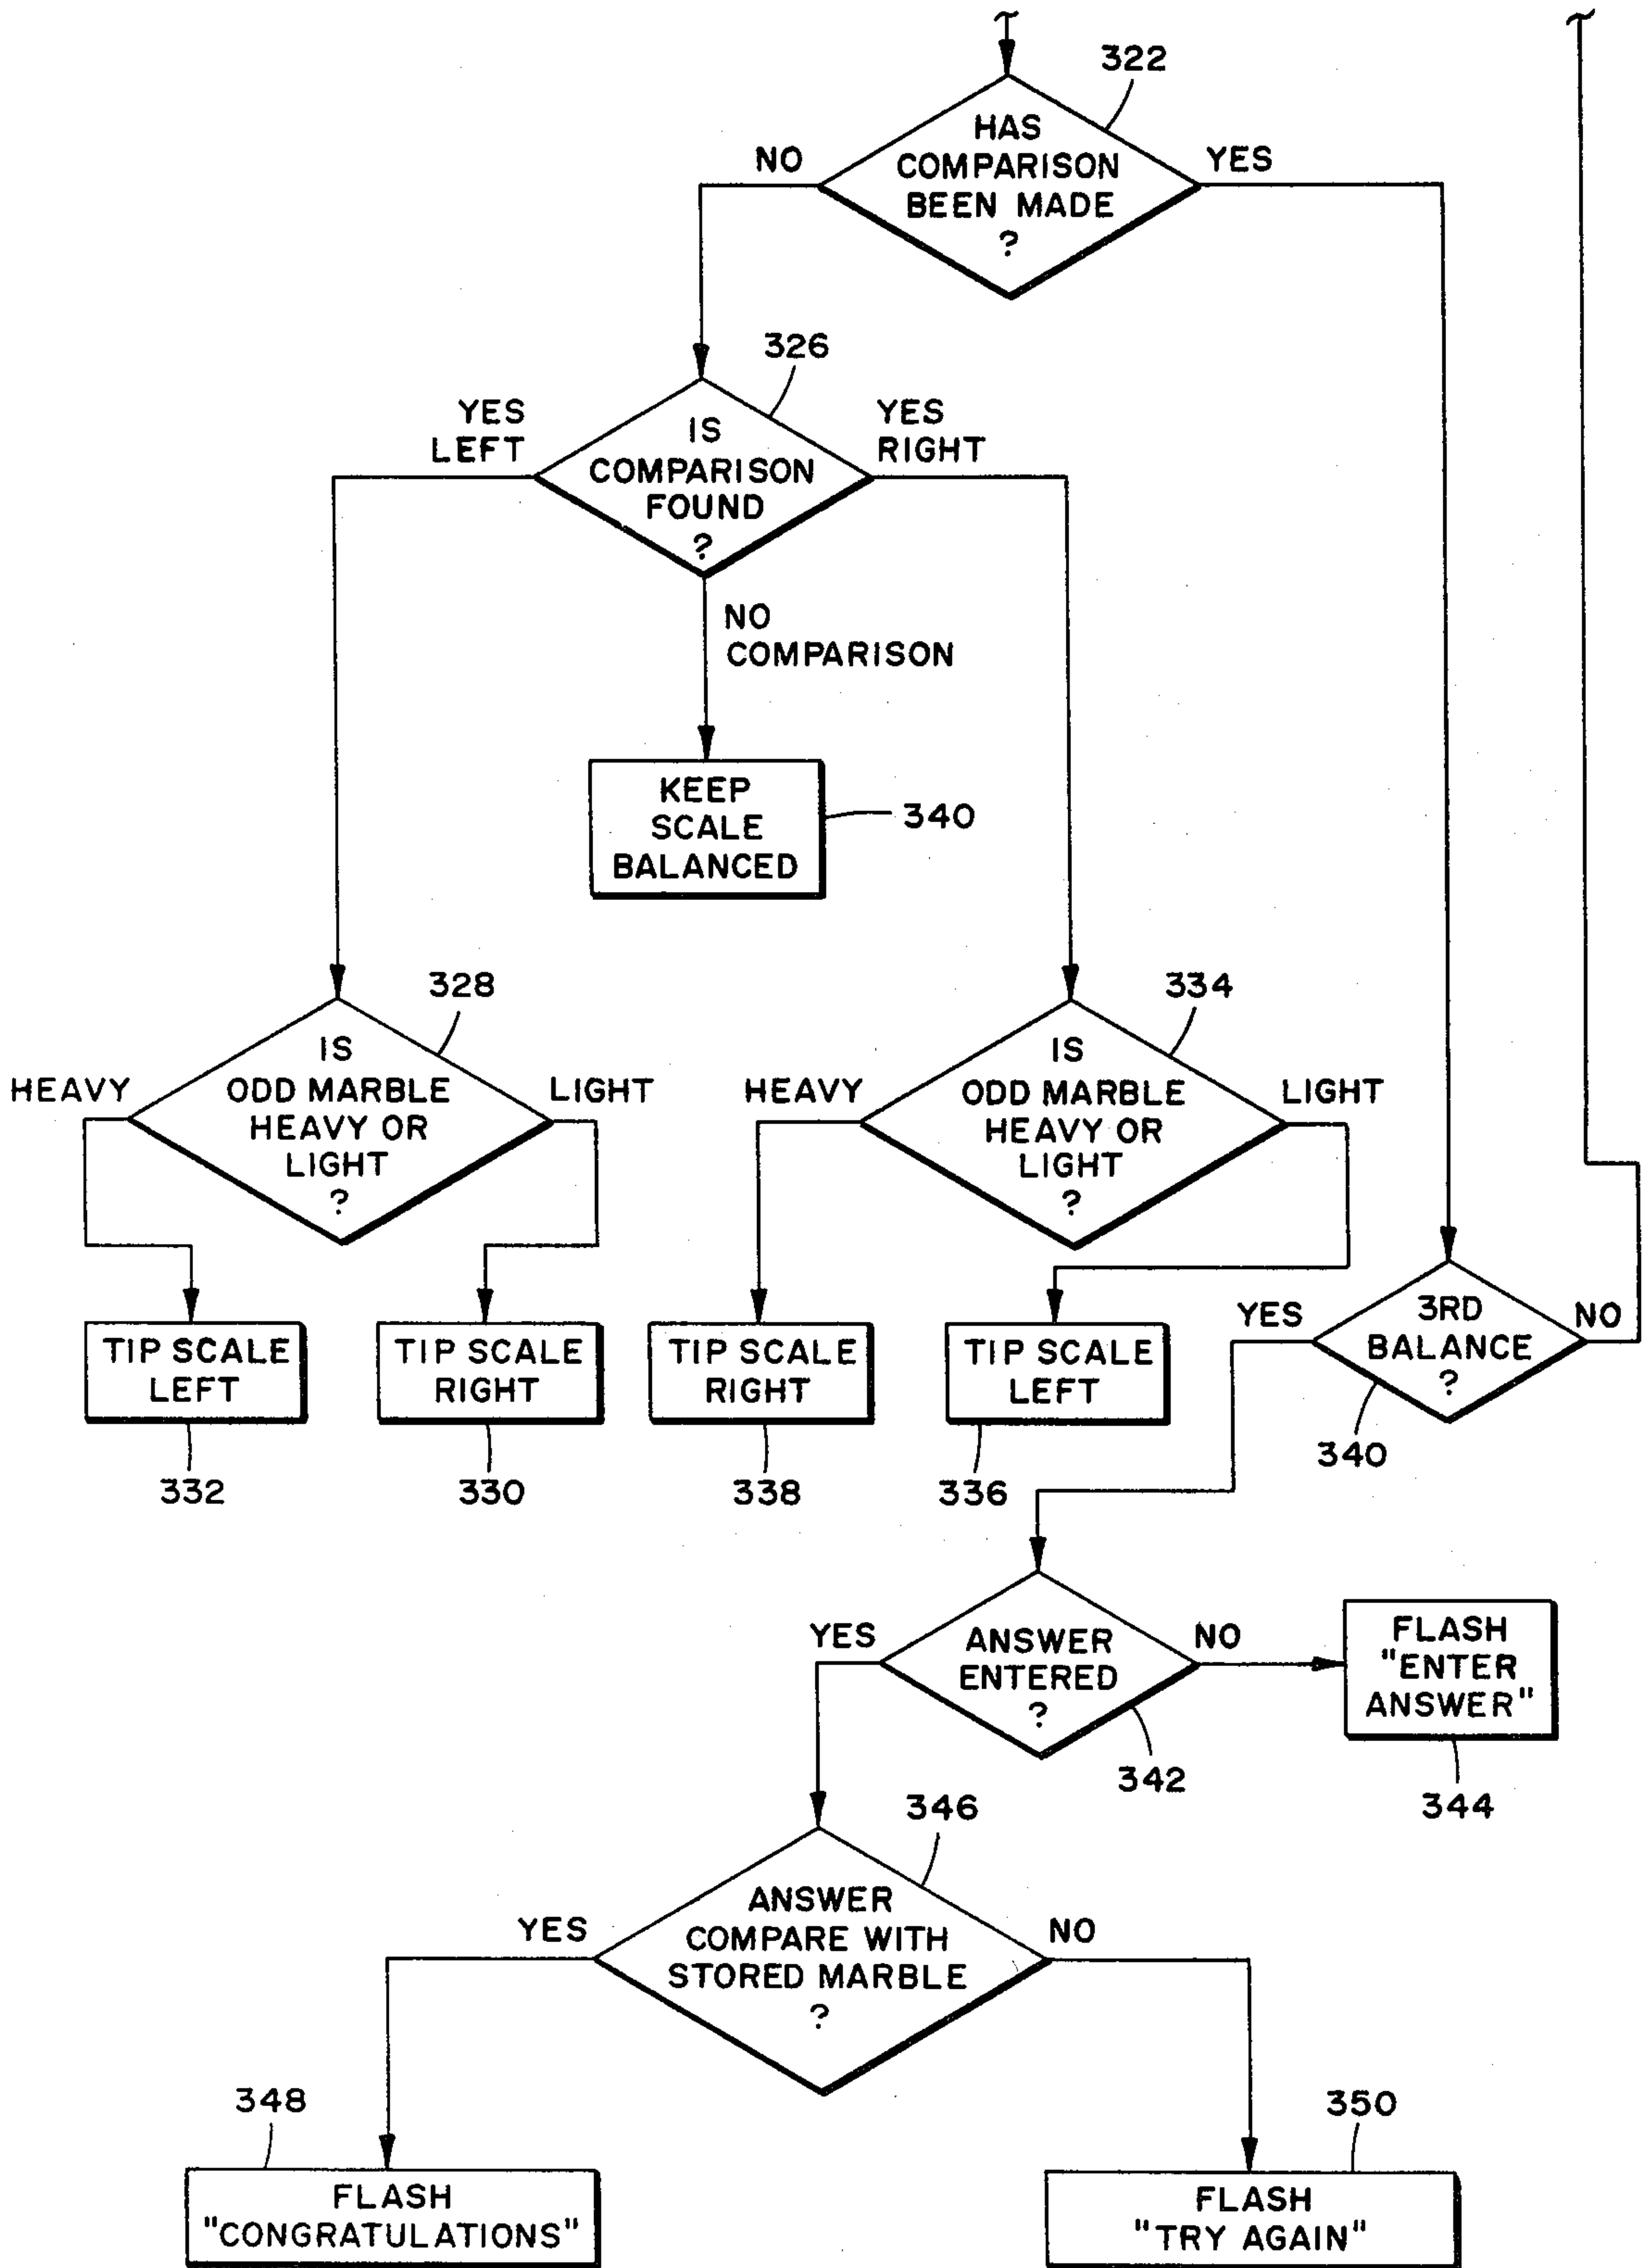 322
HAS
COMPARISON
BEEN MADE
?
NO
YES
326
YES
LEFT
IS
COMPARISON
FOUND
?
YES
RIGHT
NO
COMPARISON
KEEP
SCALE
BALANCED
340
328
HEAVY
IS
ODD MARBLE
HEAVY OR
LIGHT
?
LIGHT
334
HEAVY
IS
ODD MARBLE
HEAVY OR
LIGHT
?
LIGHT
TIP SCALE
LEFT
332
TIP SCALE
RIGHT
330
TIP SCALE
RIGHT
338
TIP SCALE
LEFT
336
YES
3RD
BALANCE
?
NO
340
YES
ANSWER
ENTERED
?
NO
342
FLASH
"ENTER
ANSWER"
344
346
YES
ANSWER
COMPARE WITH
STORED MARBLE
?
NO
348
FLASH
"CONGRATULATIONS"
350
FLASH
"TRY AGAIN"